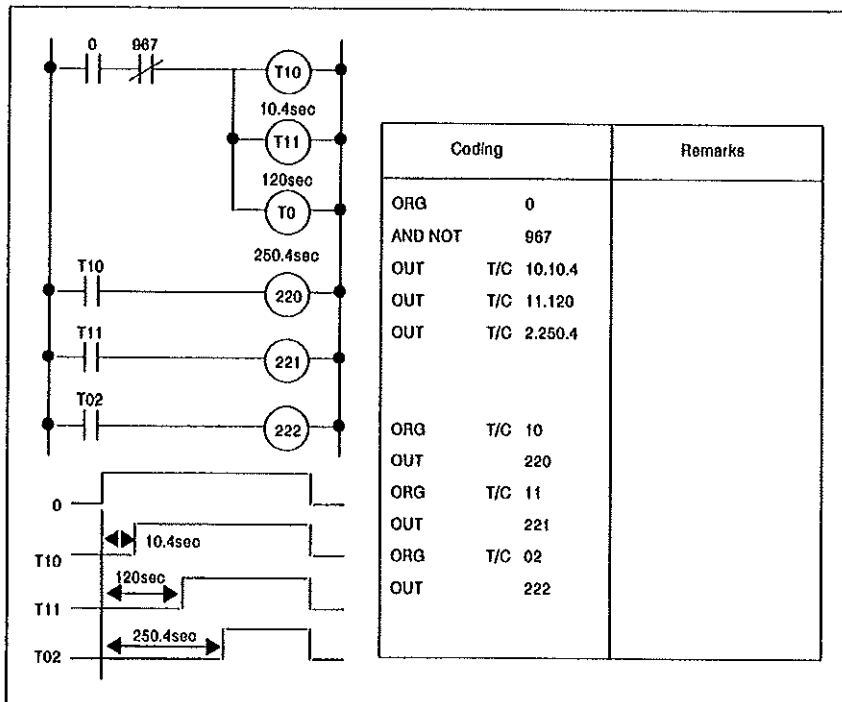 0 967
T10
10.4sec
T11
120sec
T0
250.4sec
T10
220
T11
221
T02
222
0
T10 10.4sec
120sec
T11
250.4sec
T02
Coding Remarks
ORG 0
AND NOT 967
OUT T/C 10.10.4
OUT T/C 11.120
OUT T/C 2.250.4
ORG T/C 10
OUT 220
ORG T/C 11
OUT 221
ORG T/C 02
OUT 222